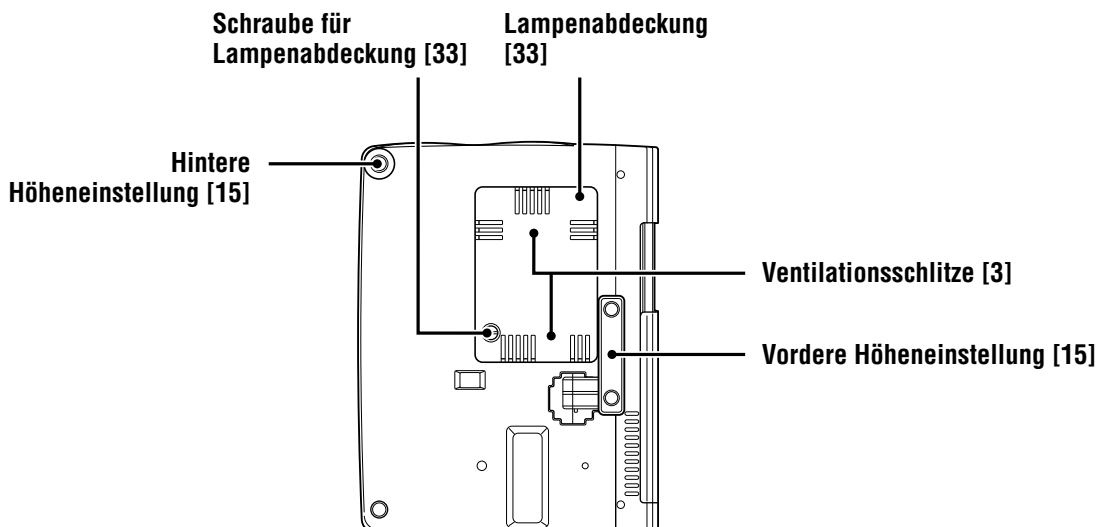 Schraube für
Lampenabdeckung [33]
Lampenabdeckung
[33]
Hintere
Höheneinstellung [15]
Ventilationsschlitze [3]
Vordere Höheneinstellung [15]